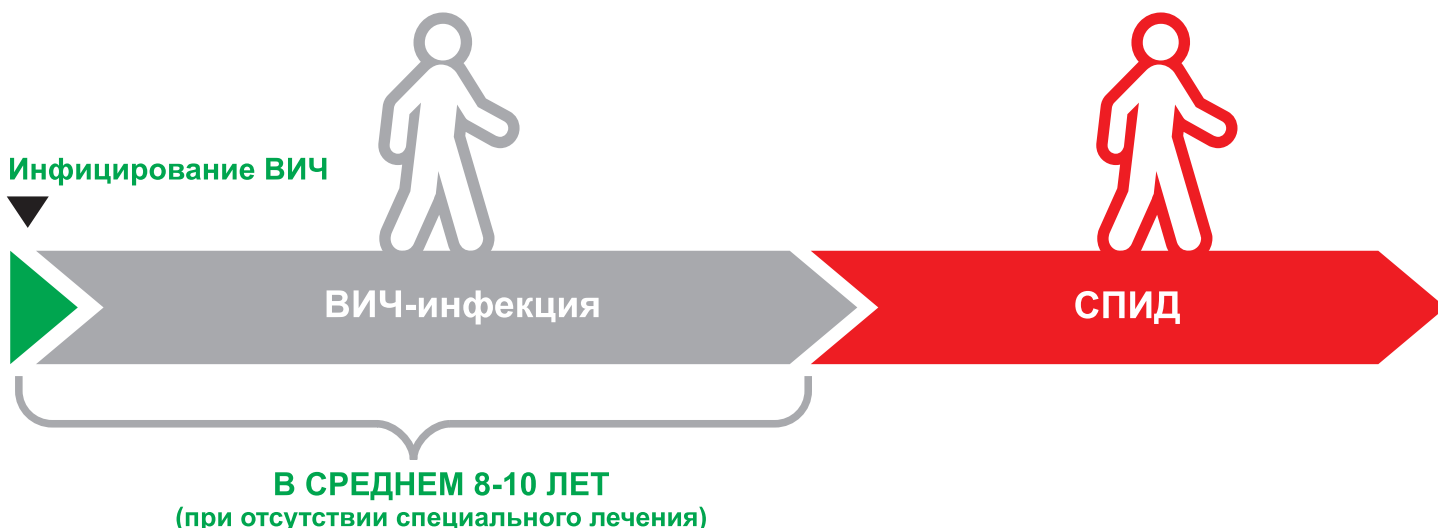 Инфицирование ВИЧ
ВИЧ-инфекция
СПИД
В СРЕДНЕМ 8-10 ЛЕТ
(при отсутствии специального лечения)